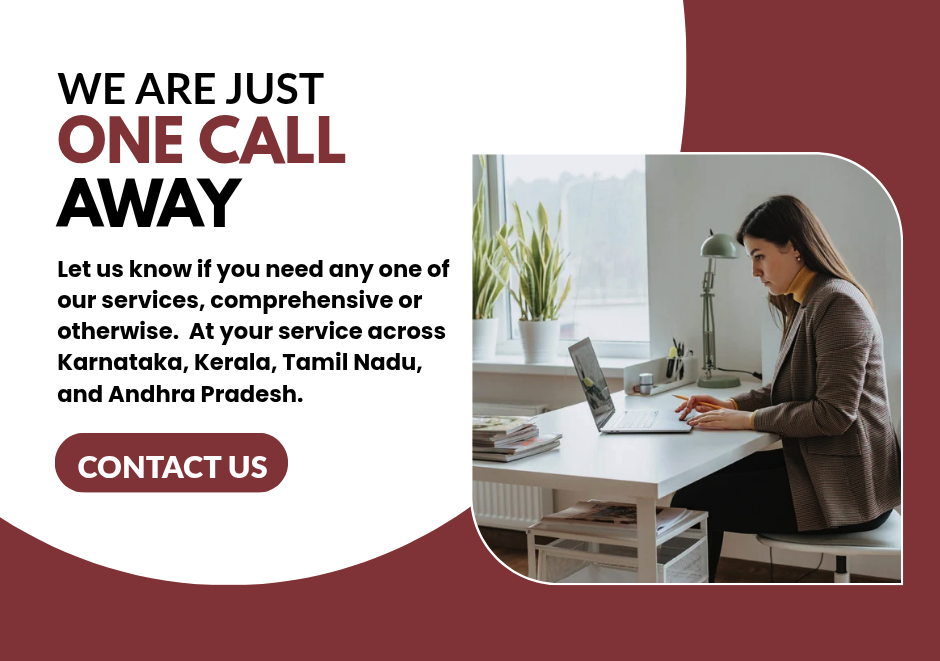 WE ARE JUST
ONE CALL
AWAY
Let us know if you need any one of
our services, comprehensive or
otherwise.  At your service across
Karnataka, Kerala, Tamil Nadu,
and Andhra Pradesh.
CONTACT US